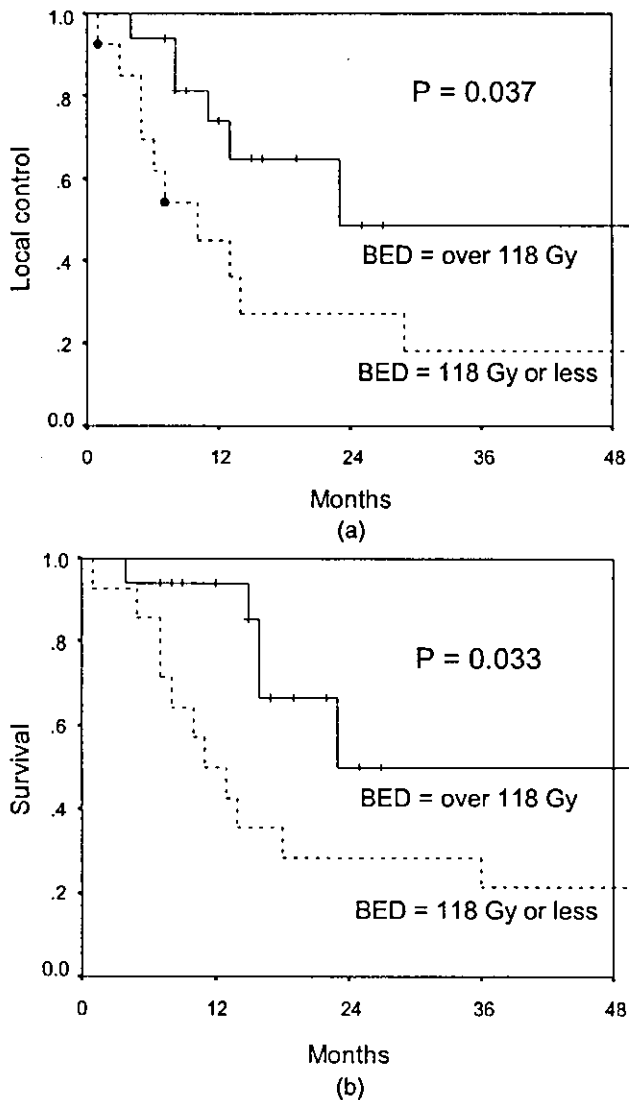 1.0
.8
.6
.4
.2
0.0
Local control
P = 0.037
BED = over 118 Gy
BED = 118 Gy or less
0 12 24 36 48
Months
(a)
1.0
.8
.6
.4
.2
0.0
Survival
P = 0.033
BED = over 118 Gy
BED = 118 Gy or less
0 12 24 36 48
Months
(b)